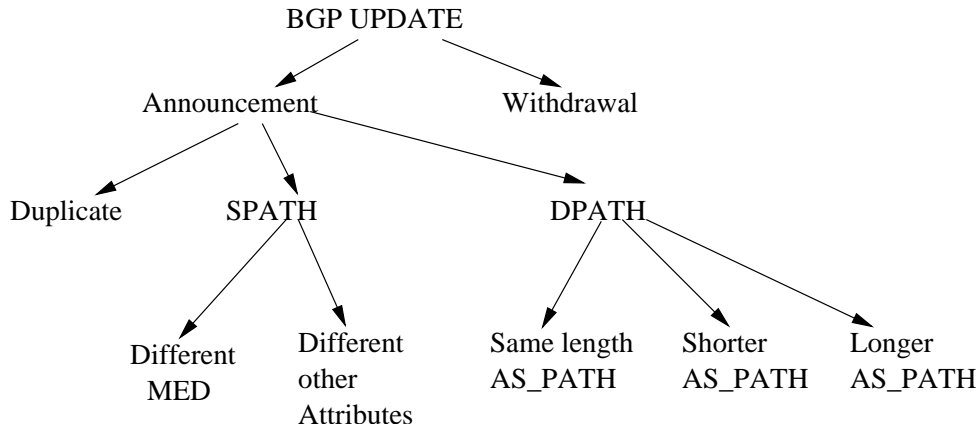 BGP UPDATE
Announcement
Withdrawal
Duplicate
SPATH
DPATH
Different
MED
Different
other
Attributes
Same length
AS_PATH
Shorter
AS_PATH
Longer
AS_PATH